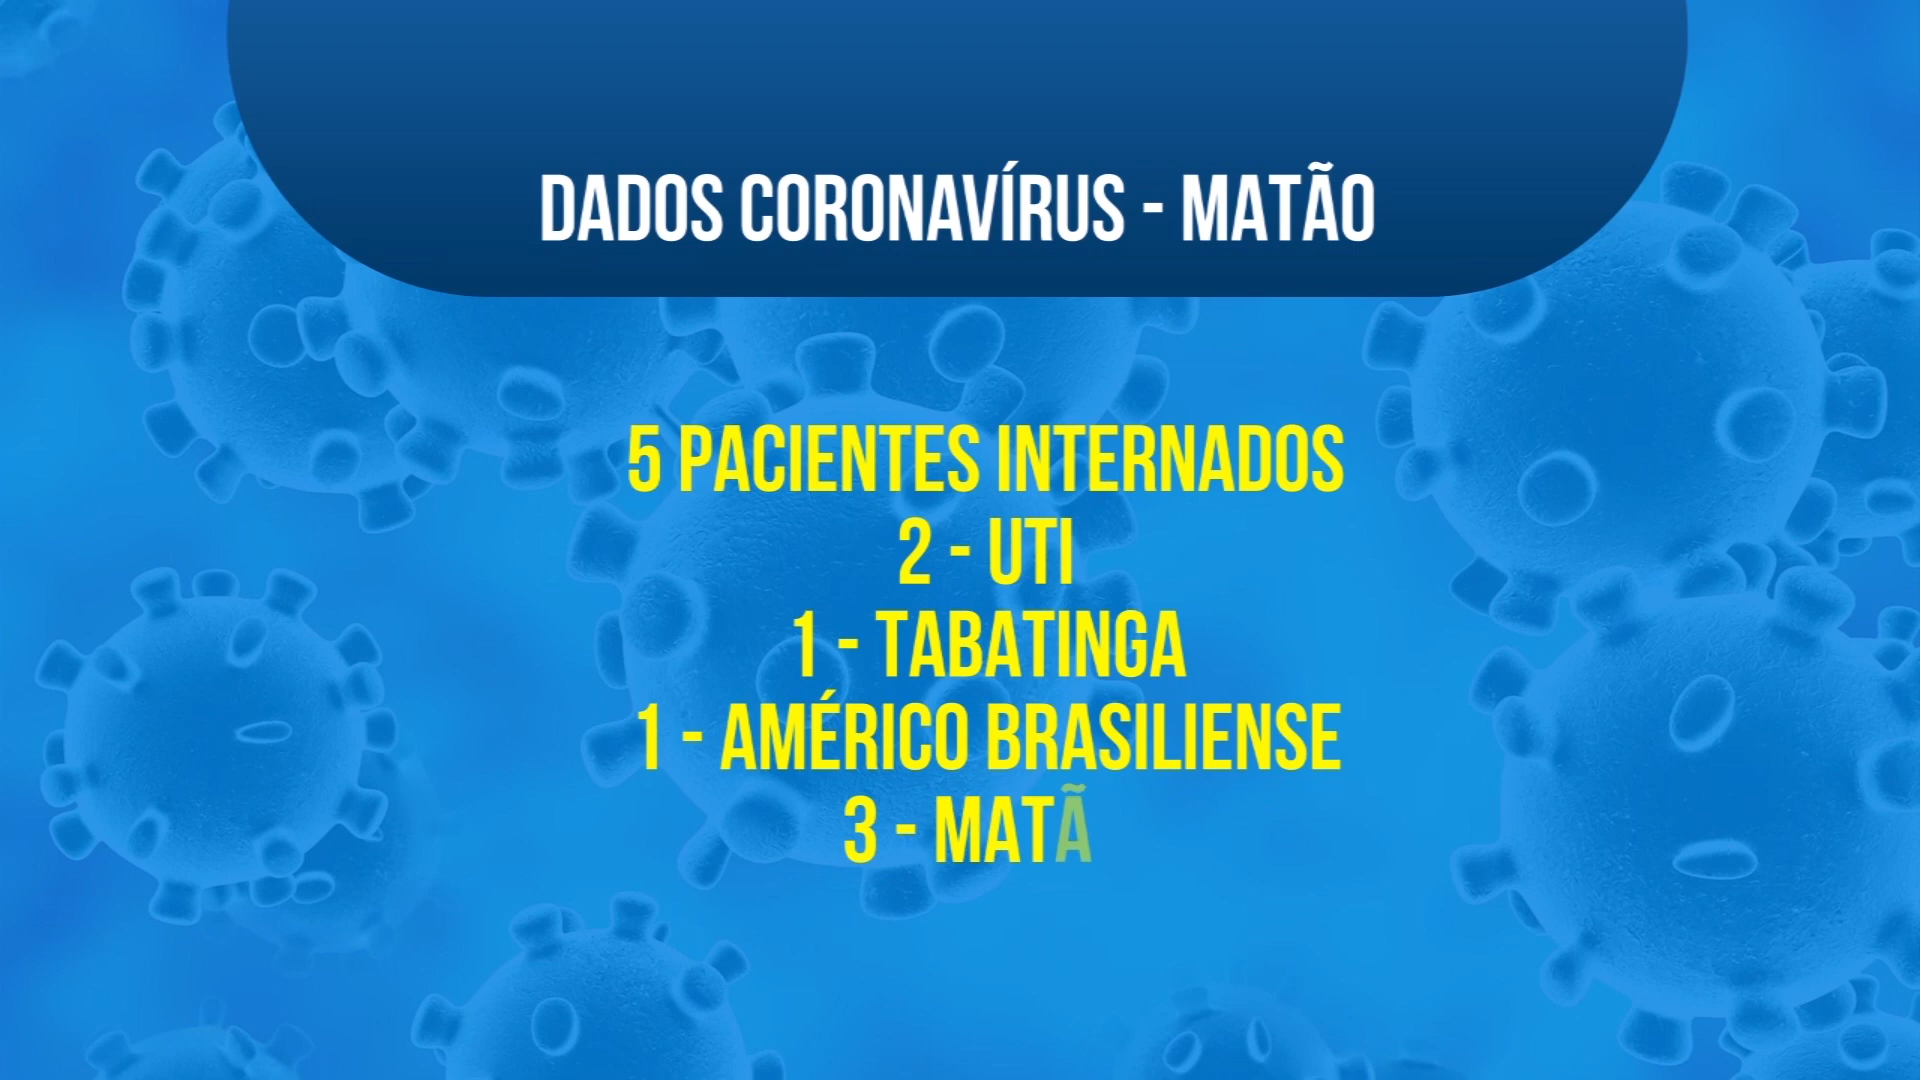 DADOS CORONAVÍRUS - MATÃO
5 PACIENTES INTERNADOS
2 - UTI
1 - TABATINGA
1 - AMÉRICO BRASILIENSE
3 - MATÃ